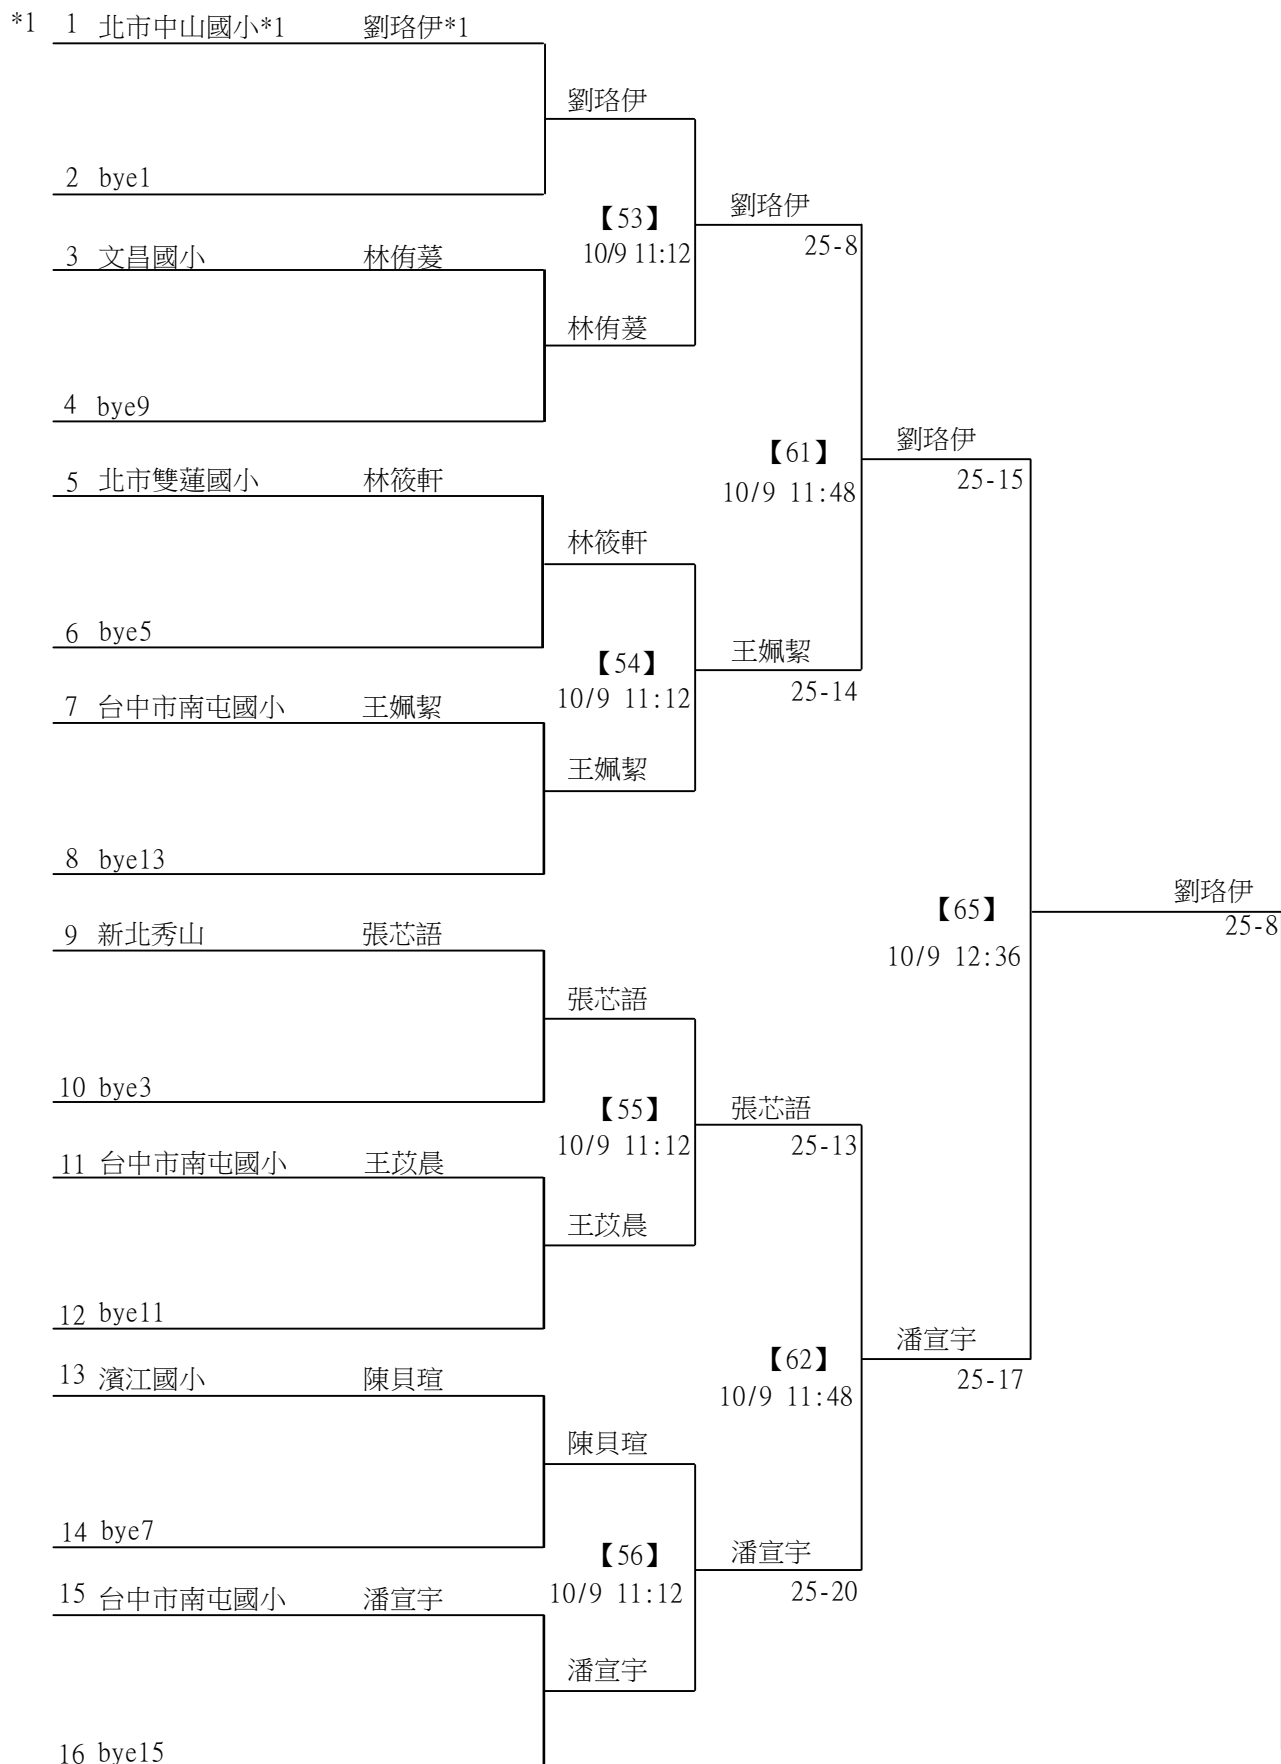 *1 1 北市中山國小*1 劉珞伊*1
劉珞伊
2 bye1
劉珞伊
【53】
25-8
3 文昌國小 林侑蔆
10/9 11:12
林侑蔆
4 bye9
劉珞伊
【61】
5 北市雙蓮國小 林筱軒
25-15
10/9 11:48
林筱軒
6 bye5
王姵絜
【54】
25-14
7 台中市南屯國小 王姵絜
10/9 11:12
王姵絜
8 bye13
劉珞伊
【65】
25-8
9 新北秀山 張芯語
10/9 12:36
張芯語
10 bye3
張芯語
【55】
25-13
10/9 11:12
11 台中市南屯國小 王苡晨
王苡晨
12 bye11
潘宣宇
【62】
13 濱江國小 陳貝瑄
25-17
10/9 11:48
陳貝瑄
14 bye7
潘宣宇
【56】
25-20
10/9 11:12
15 台中市南屯國小 潘宣宇
潘宣宇
16 bye15